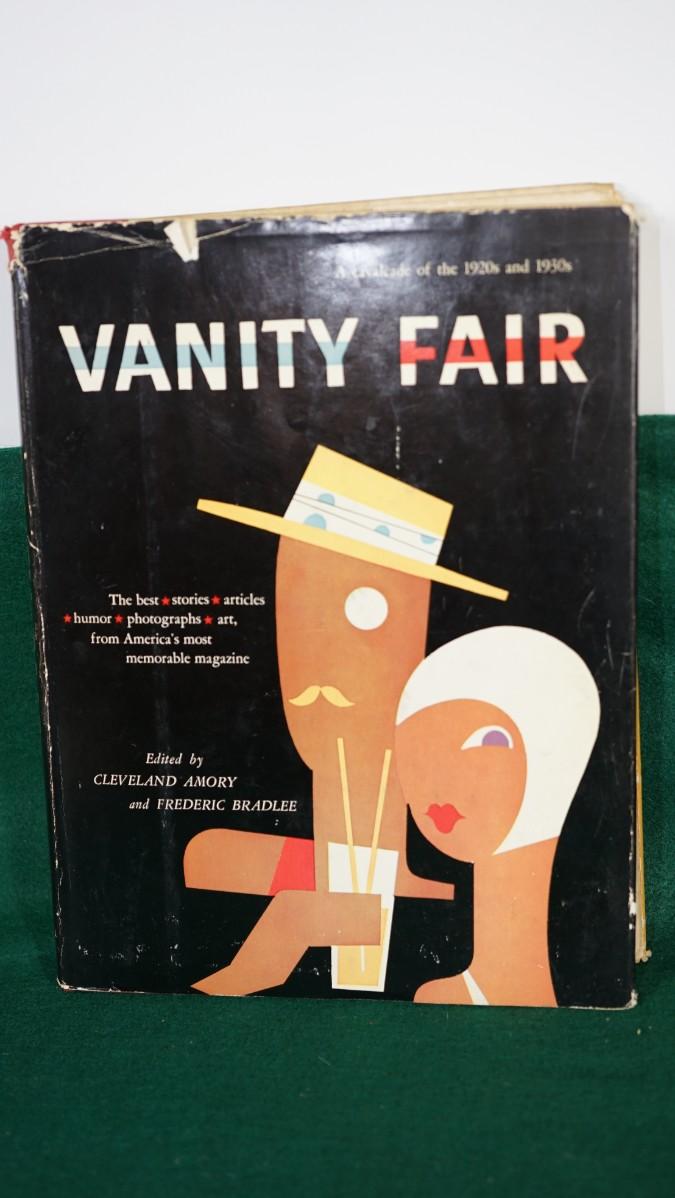 A cavalcade of the 1920s and 1930s
VANITY FAIR
The best ★ stories ★ articles
★ humor ★ photographs ★ art,
from America's most
memorable magazine
Edited by
CLEVELAND AMORY
and FREDERIC BRADLEE